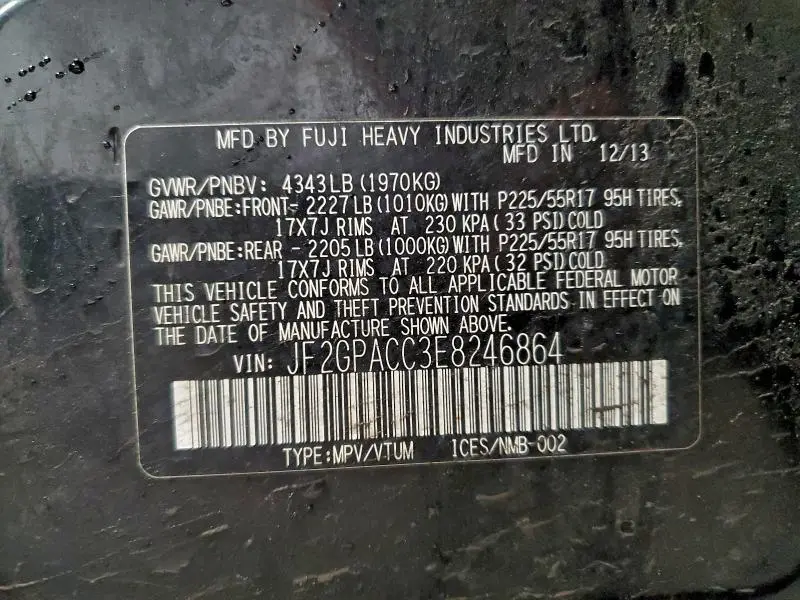 MFD BY FUJI HEAVY INDUSTRIES LTD.
MFD IN 12/13
GVWR/PNBV: 4343LB(1970KG)
GAWR/PNBE:FRONT- 2227LB(1010KG)WITH P225/55R17 95H TIRES,
17X7J RIMS AT 230 KPA(33 PSI)COLD
GAWR/PNBE:REAR - 2205LB(1000KG)WITH P225/55R17 95H TIRES,
17X7J RIMS AT 220 KPA(32 PSI)COLD
THIS VEHICLE CONFORMS TO ALL APPLICABLE FEDERAL MOTOR
VEHICLE SAFETY AND THEFT PREVENTION STANDARDS IN EFFECT ON
THE DATE OF MANUFACTURE SHOWN ABOVE.
VIN: JF2GPACC3E8246864
TYPE:MPV/VTUM ICES/NMB-002